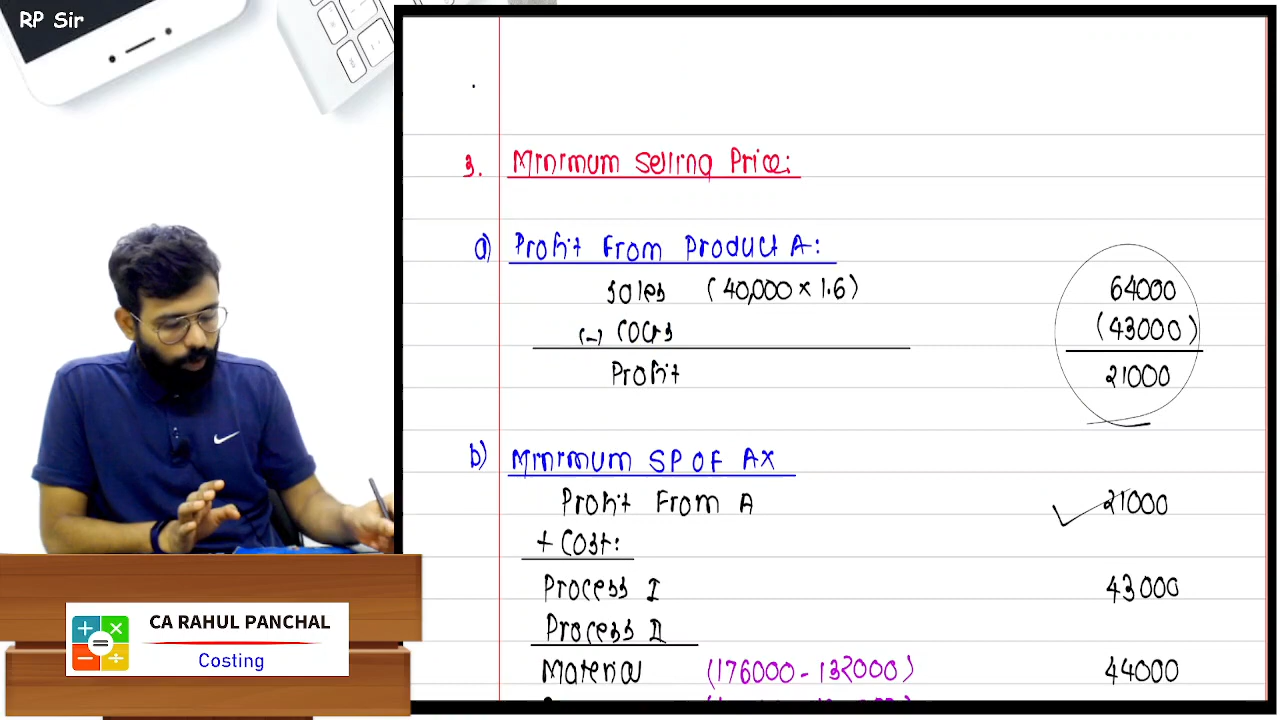 RP Sir
3. Minimum Selling Price:
a) Profit From Product A:
Sales (40,000 × 1.6) 64000
(-) Costs (43000)
Profit 21000
b) Minimum SP OF AX
Profit From A 21000
+ Cost:
Process I 43000
Process II
Material (176000 - 132000) 44000
CA RAHUL PANCHAL
Costing